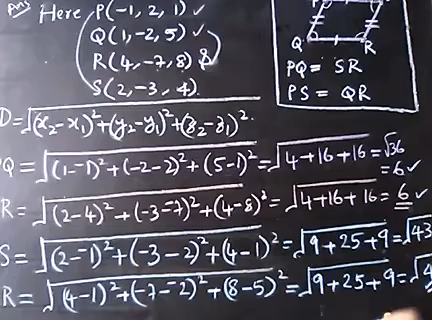 Ans Here P(-1, 2, 1) ✓
Q(1, -2, 5) ✓
R(4, -7, 8) &
S(2, -3, 4).
P
Q R
PQ = SR
PS = QR
D = √(x₂-x₁)²+(y₂-y₁)²+(z₂-z₁)².
Q = √(1--1)²+(-2-2)²+(5-1)² = √4+16+16 = √36
= 6 ✓
R = √(2-4)²+(-3--7)²+(4-8)² = √4+16+16 = 6 ✓
S = √(2--1)²+(-3-2)²+(4-1)² = √9+25+9 = √43
R = √(4-1)²+(-7--2)²+(8-5)² = √9+25+9 = √4